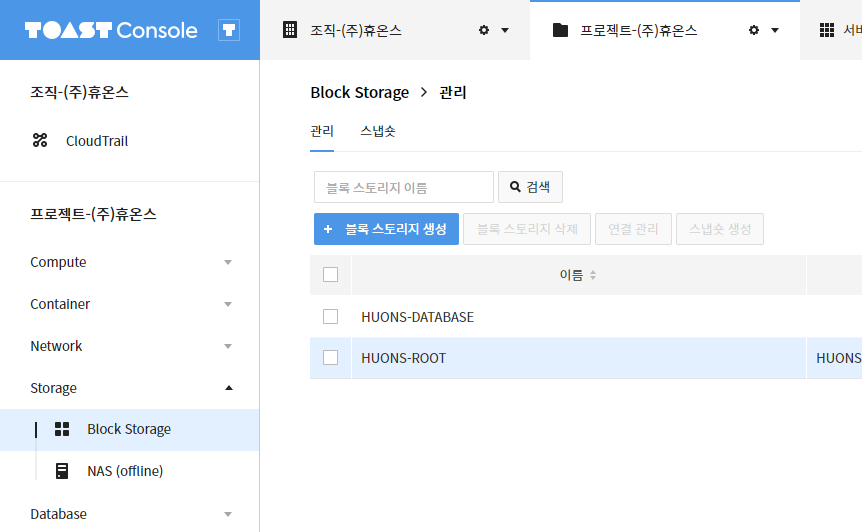 TOAST Console
T
조직-(주)휴온스
프로젝트-(주)휴온스
서비
조직-(주)휴온스
CloudTrail
프로젝트-(주)휴온스
Compute
Container
Network
Storage
Block Storage
NAS (offline)
Database
Block Storage > 관리
관리
스냅숏
블록 스토리지 이름
검색
+ 블록 스토리지 생성
블록 스토리지 삭제
연결 관리
스냅숏 생성
이름
HUONS-DATABASE
HUONS-ROOT
HUONS